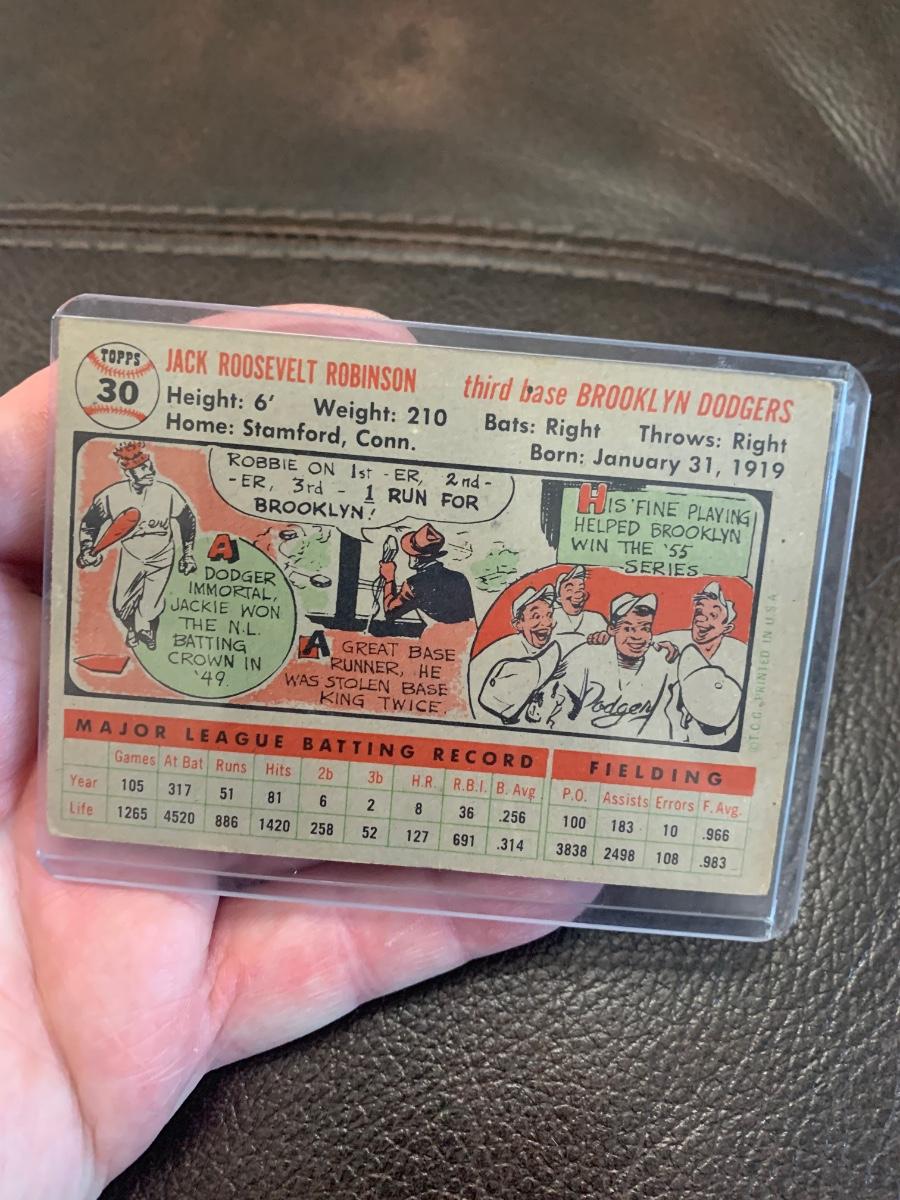 TOPPS
30
JACK ROOSEVELT ROBINSON third base BROOKLYN DODGERS
Height: 6' Weight: 210 Bats: Right Throws: Right
Home: Stamford, Conn. Born: January 31, 1919
A
DODGER
IMMORTAL,
JACKIE WON
THE N.L.
BATTING
CROWN IN
'49.
ROBBIE ON 1st -ER, 2nd-
-ER, 3rd - 1 RUN FOR
BROOKLYN!
A GREAT BASE
RUNNER, HE
WAS STOLEN BASE
KING TWICE.
HIS FINE PLAYING
HELPED BROOKLYN
WIN THE '55
SERIES.
Dodgers
© T.C.G. PRINTED IN U.S.A.
MAJOR LEAGUE BATTING RECORD FIELDING
Games At Bat Runs Hits 2b 3b H.R. R.B.I. B. Avg. P.O. Assists Errors F. Avg.
Year 105 317 51 81 6 2 8 36 .256 100 183 10 .966
Life 1265 4520 886 1420 258 52 127 691 .314 3838 2498 108 .983